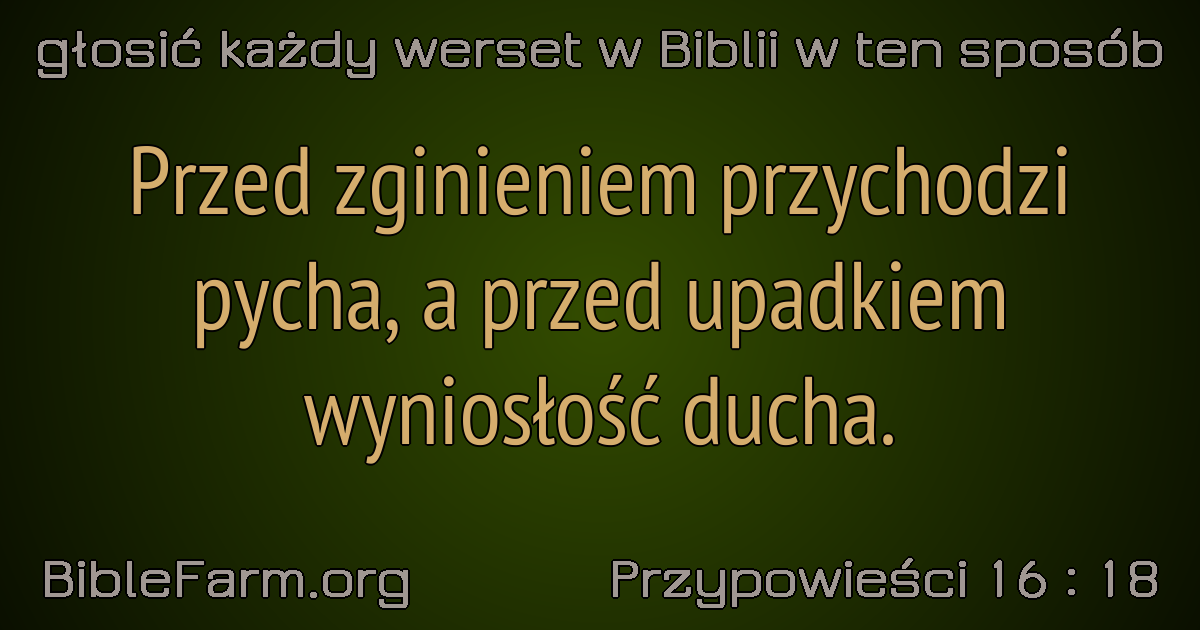 głosić każdy werset w Biblii w ten sposób
Przed zginieniem przychodzi
pycha, a przed upadkiem
wyniosłość ducha.
BibleFarm.org
Przypowieści 16 : 18